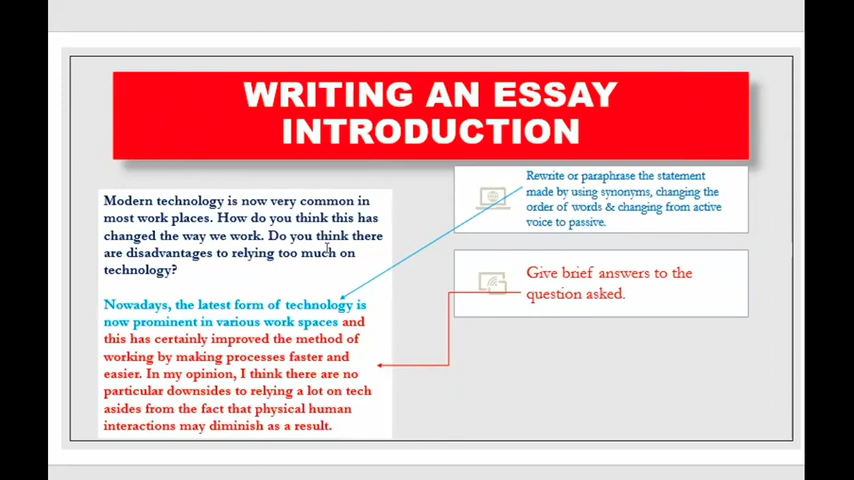 WRITING AN ESSAY
INTRODUCTION
Modern technology is now very common in
most work places. How do you think this has
changed the way we work. Do you think there
are disadvantages to relying too much on
technology?
Nowadays, the latest form of technology is
now prominent in various work spaces and
this has certainly improved the method of
working by making processes faster and
easier. In my opinion, I think there are no
particular downsides to relying a lot on tech
asides from the fact that physical human
interactions may diminish as a result.
Rewrite or paraphrase the statement
made by using synonyms, changing the
order of words & changing from active
voice to passive.
Give brief answers to the
question asked.